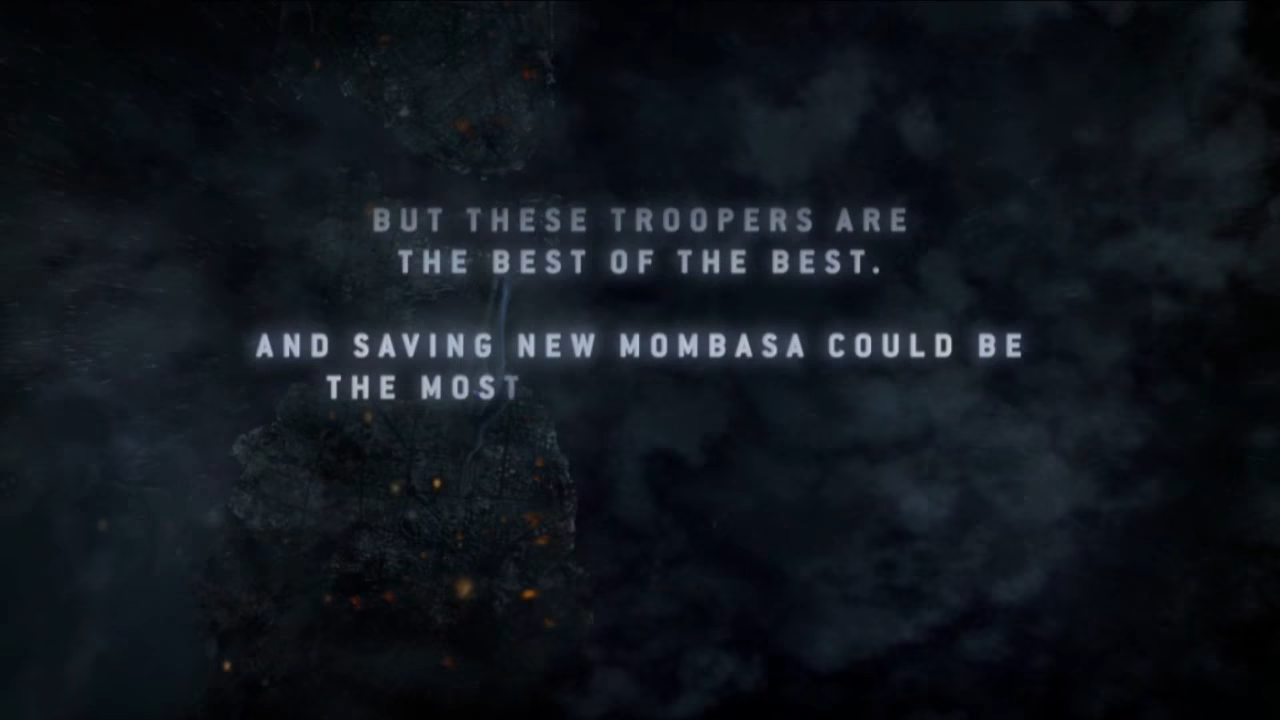 BUT THESE TROOPERS ARE
THE BEST OF THE BEST.
AND SAVING NEW MOMBASA COULD BE
THE MOST